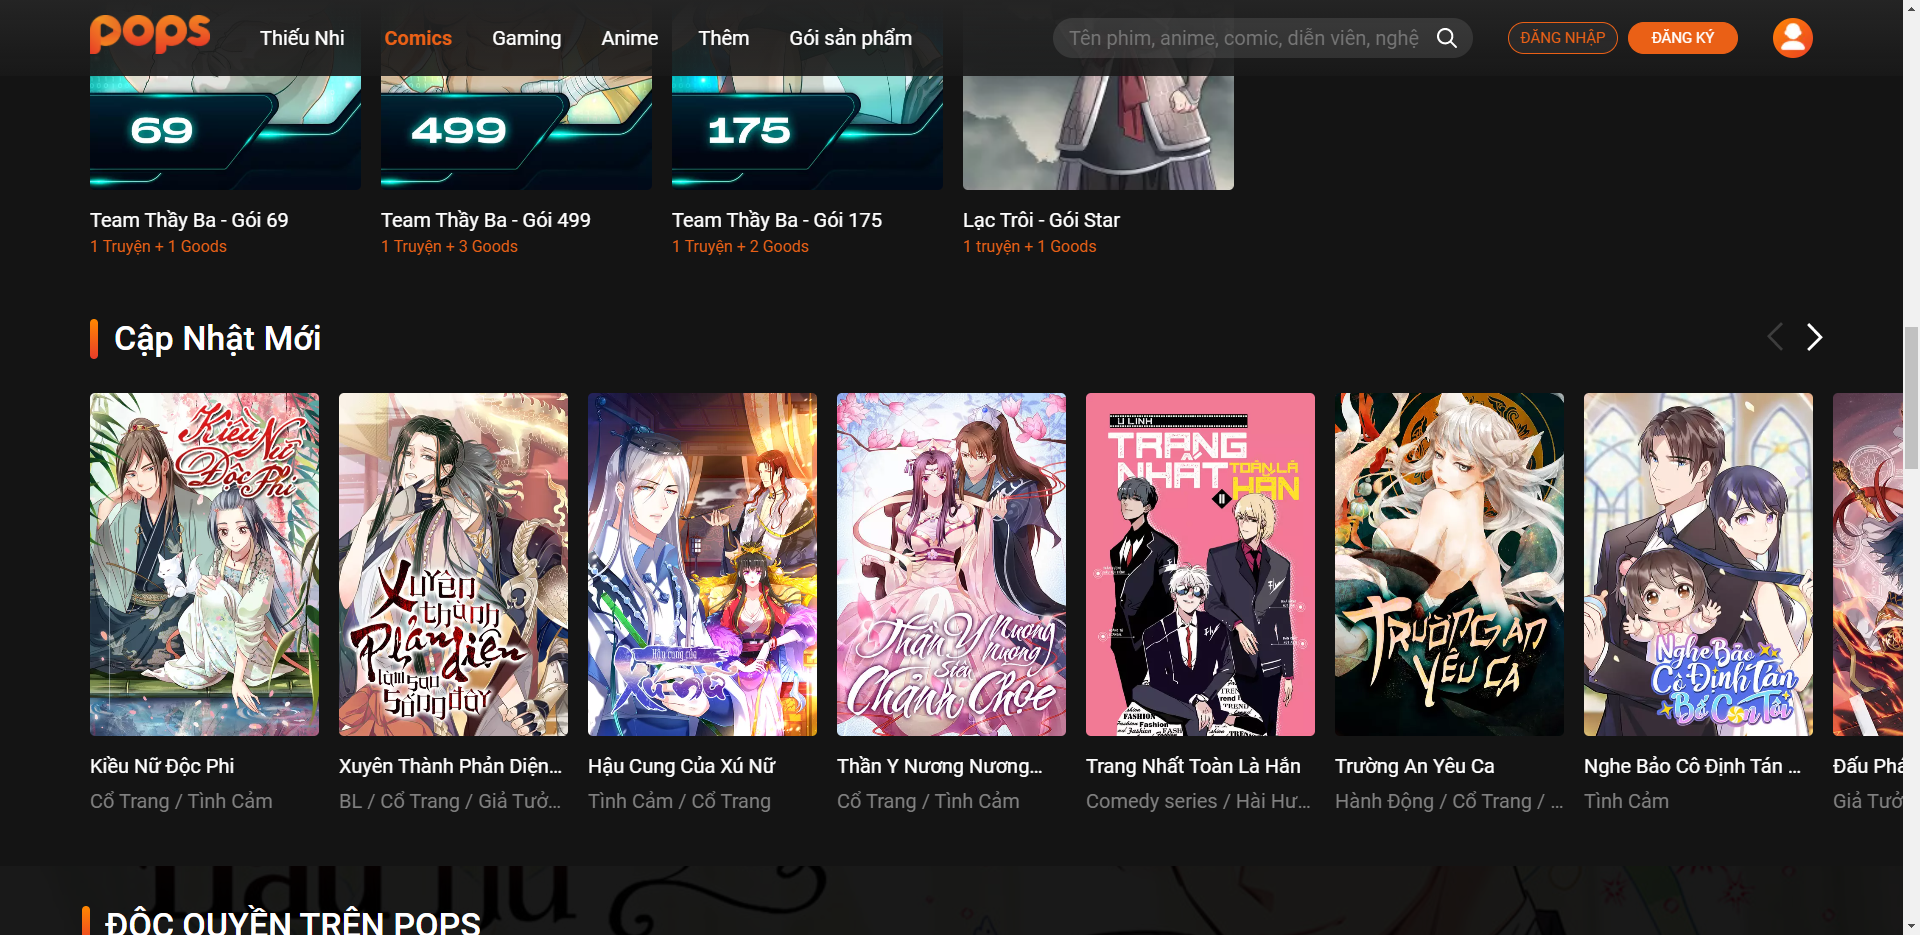 pops
Thiếu Nhi
Comics
Gaming
Anime
Thêm
Gói sản phẩm
Tên phim, anime, comic, diễn viên, nghệ
ĐĂNG NHẬP
ĐĂNG KÝ
69
499
175
Team Thầy Ba - Gói 69
1 Truyện + 1 Goods
Team Thầy Ba - Gói 499
1 Truyện + 3 Goods
Team Thầy Ba - Gói 175
1 Truyện + 2 Goods
Lạc Trôi - Gói Star
1 truyện + 1 Goods
Cập Nhật Mới
Kiều Nữ
Độc Phi
Xuyên
thành
Phản diện
làm sao
sống đây
Hậu cung của
Xú nữ
Thần Y Nương
Nương
Siêu
Chảnh Chọe
U LINH
TRANG
NHẤT
TOÀN LÀ
HẮN
II
FASHION
TRƯỜNG AN
YÊU CA
Nghe Bảo
Cô Định Tán
Bố Con Tôi
Kiều Nữ Độc Phi
Cổ Trang / Tình Cảm
Xuyên Thành Phản Diện...
BL / Cổ Trang / Giả Tưở...
Hậu Cung Của Xú Nữ
Tình Cảm / Cổ Trang
Thần Y Nương Nương...
Cổ Trang / Tình Cảm
Trang Nhất Toàn Là Hắn
Comedy series / Hài Hư...
Trường An Yêu Ca
Hành Động / Cổ Trang / ...
Nghe Bảo Cô Định Tán ...
Tình Cảm
Đấu Phá
Giả Tưở
ĐỘC QUYỀN TRÊN POPS